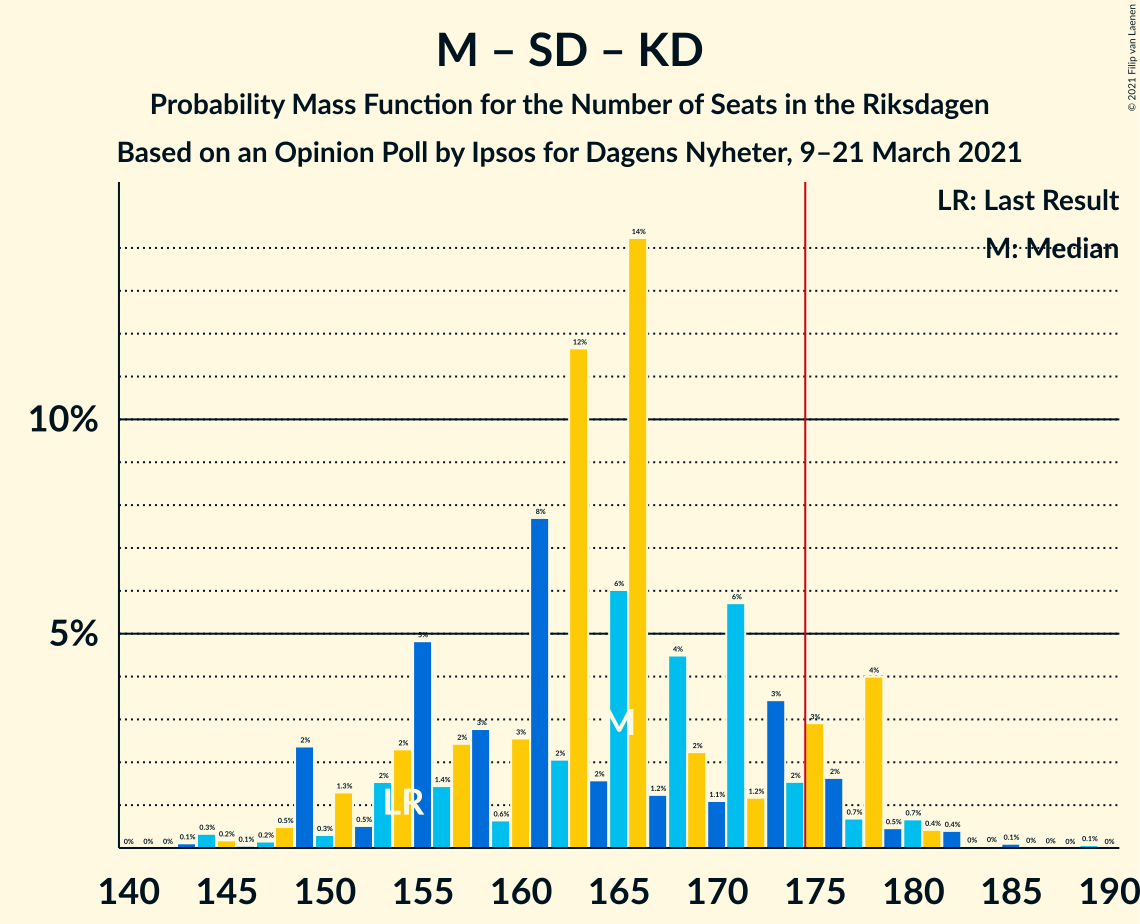 M – SD – KD
Probability Mass Function for the Number of Seats in the Riksdagen
Based on an Opinion Poll by Ipsos for Dagens Nyheter, 9–21 March 2021
© 2021 Filip van Laenen
LR: Last Result
M: Median
10%
5%
0% 0% 0% 0.1% 0.3% 0.2% 0.1% 0.2% 0.5% 2% 0.3% 1.3% 0.5% 2% 2% 5% 1.4% 2% 3% 0.6% 3% 8% 2% 12% 2% 6% 14% 1.2% 4% 2% 1.1% 6% 1.2% 3% 2% 3% 2% 0.7% 4% 0.5% 0.7% 0.4% 0.4% 0% 0% 0.1% 0% 0% 0% 0.1% 0%
LR
M
140 145 150 155 160 165 170 175 180 185 190